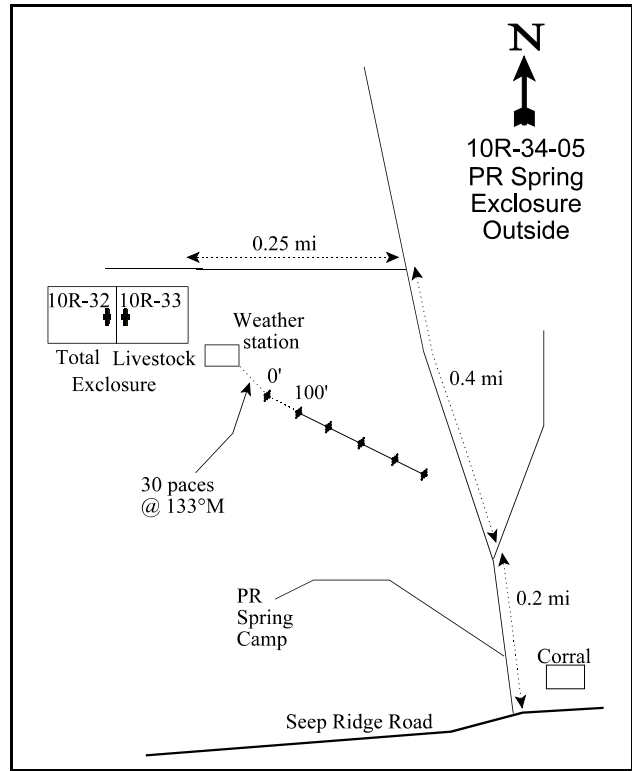 N
10R-34-05
PR Spring
Exclosure
Outside
0.25 mi
10R-32
10R-33
Total
Livestock
Exclosure
Weather
station
0'
100'
0.4 mi
30 paces
@ 133°M
PR
Spring
Camp
0.2 mi
Corral
Seep Ridge Road